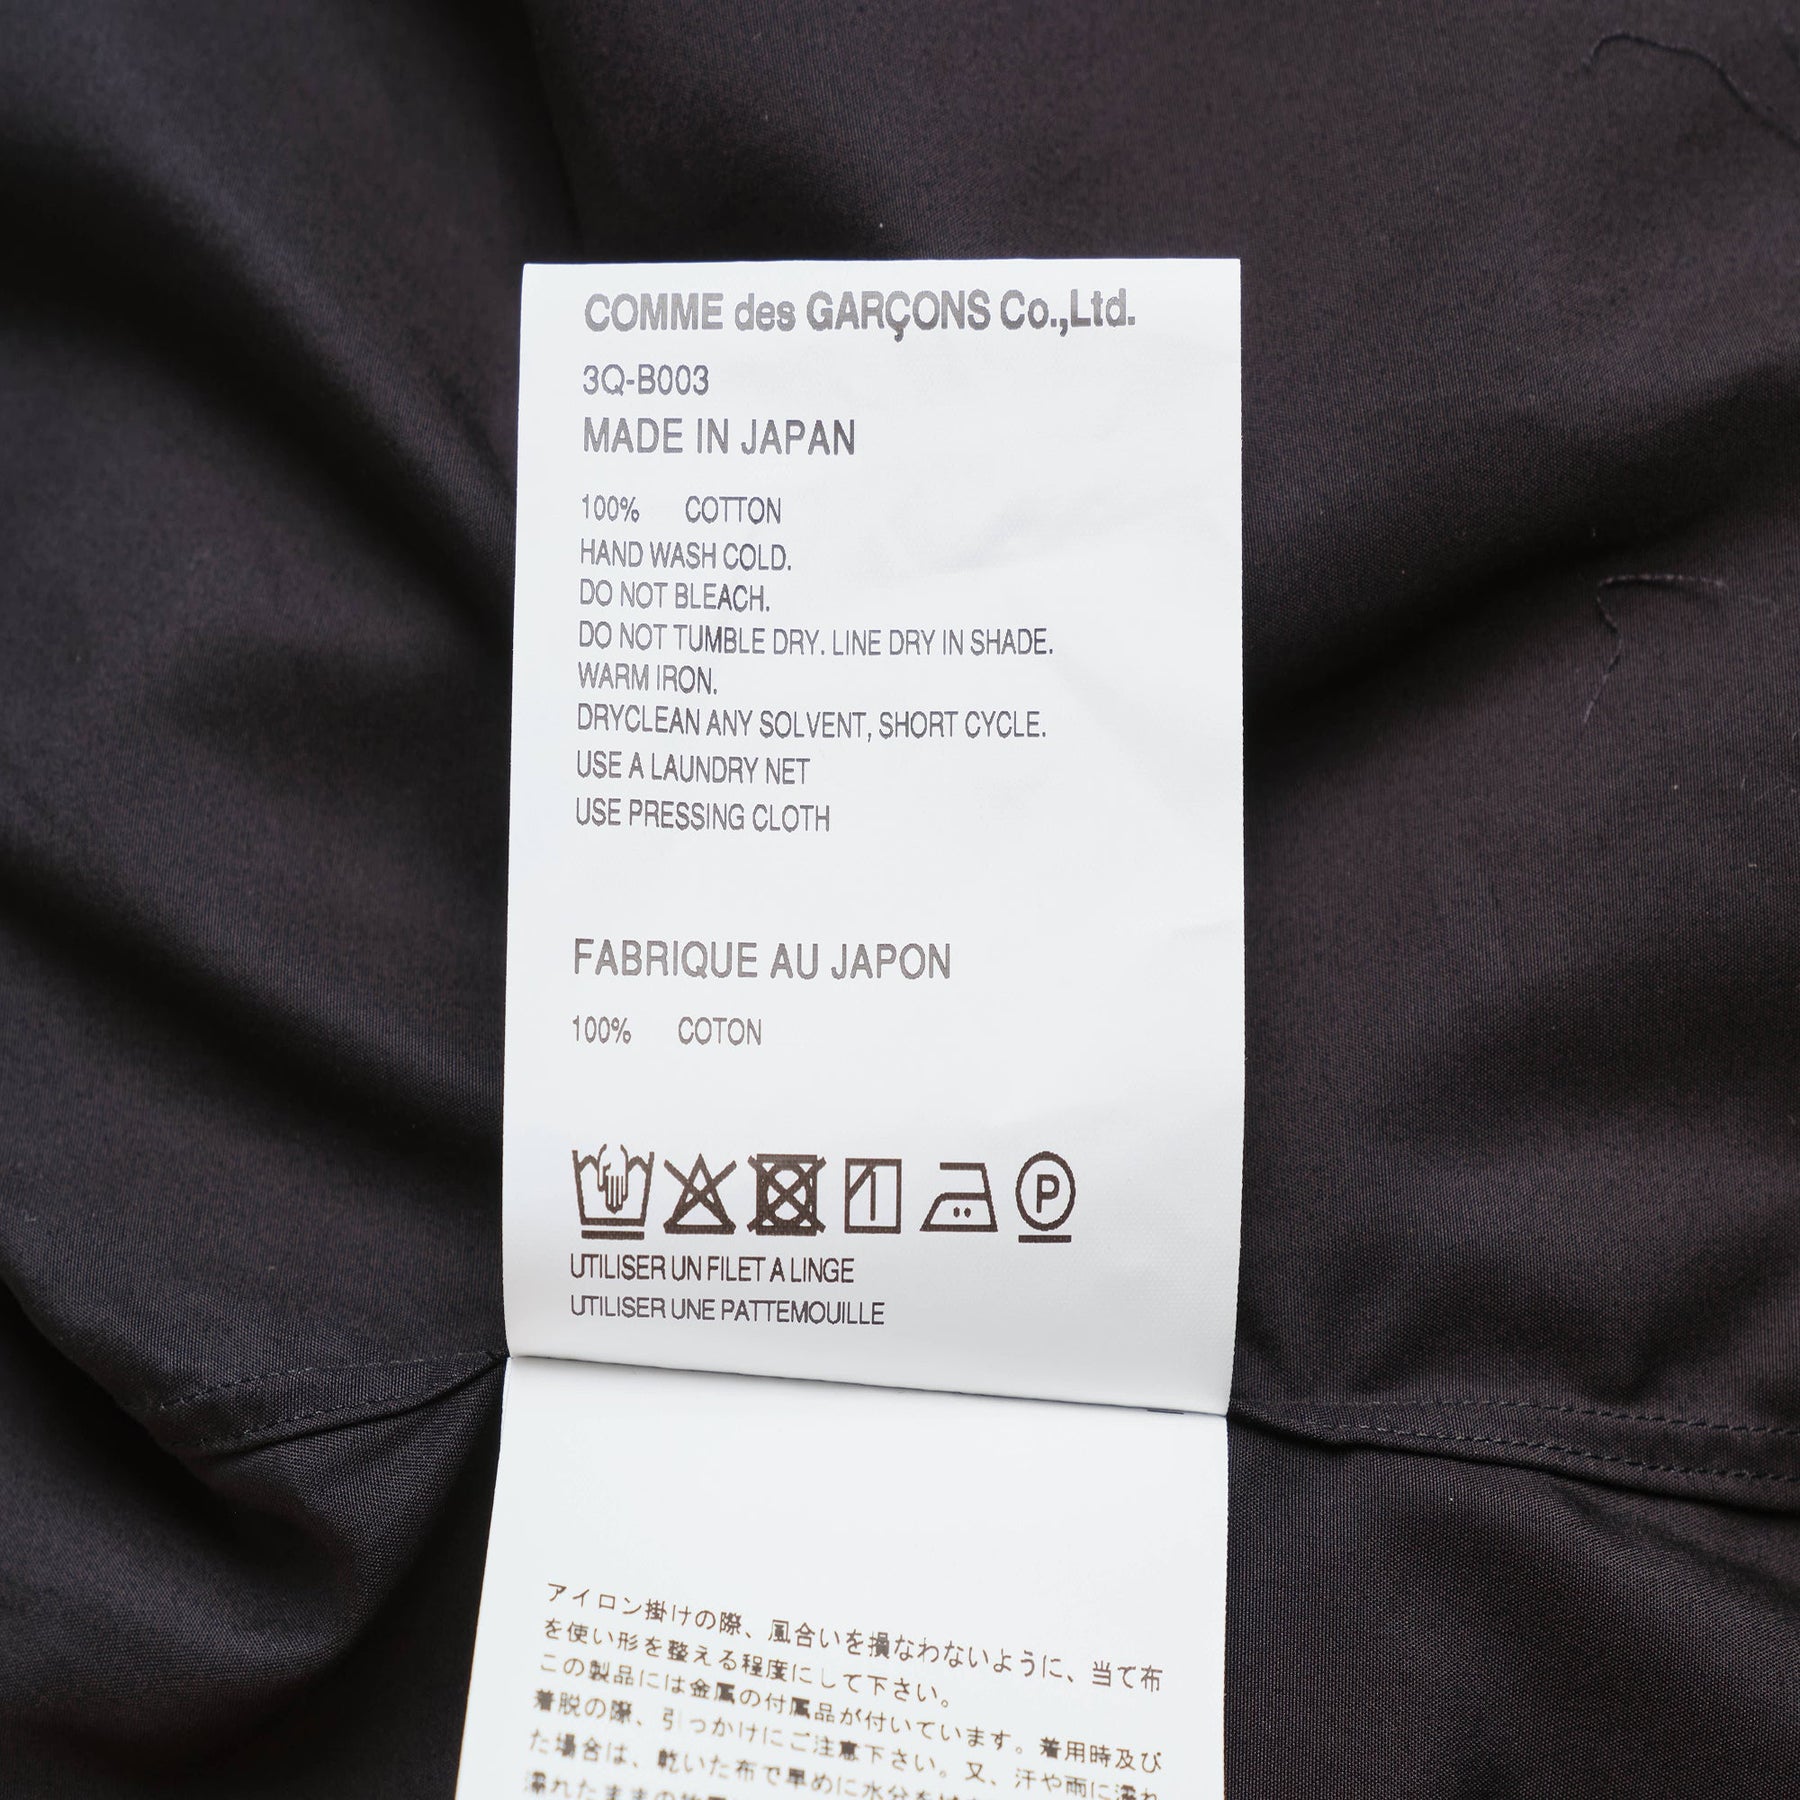 COMME des GARÇONS Co.,Ltd.
3Q-B003
MADE IN JAPAN
100% COTTON
HAND WASH COLD.
DO NOT BLEACH.
DO NOT TUMBLE DRY. LINE DRY IN SHADE.
WARM IRON.
DRYCLEAN ANY SOLVENT, SHORT CYCLE.
USE A LAUNDRY NET
USE PRESSING CLOTH
FABRIQUE AU JAPON
100% COTON
P
UTILISER UN FILET A LINGE
UTILISER UNE PATTEMOUILLE
アイロン掛けの際、風合いを損なわないように、当て布
を使い形を整える程度にして下さい。
この製品には金属の付属品が付いています。着用時及び
着脱の際、引っかけにご注意下さい。又、汗や雨に濡れ
た場合は、乾いた布で早めに水分を
濡れたままの